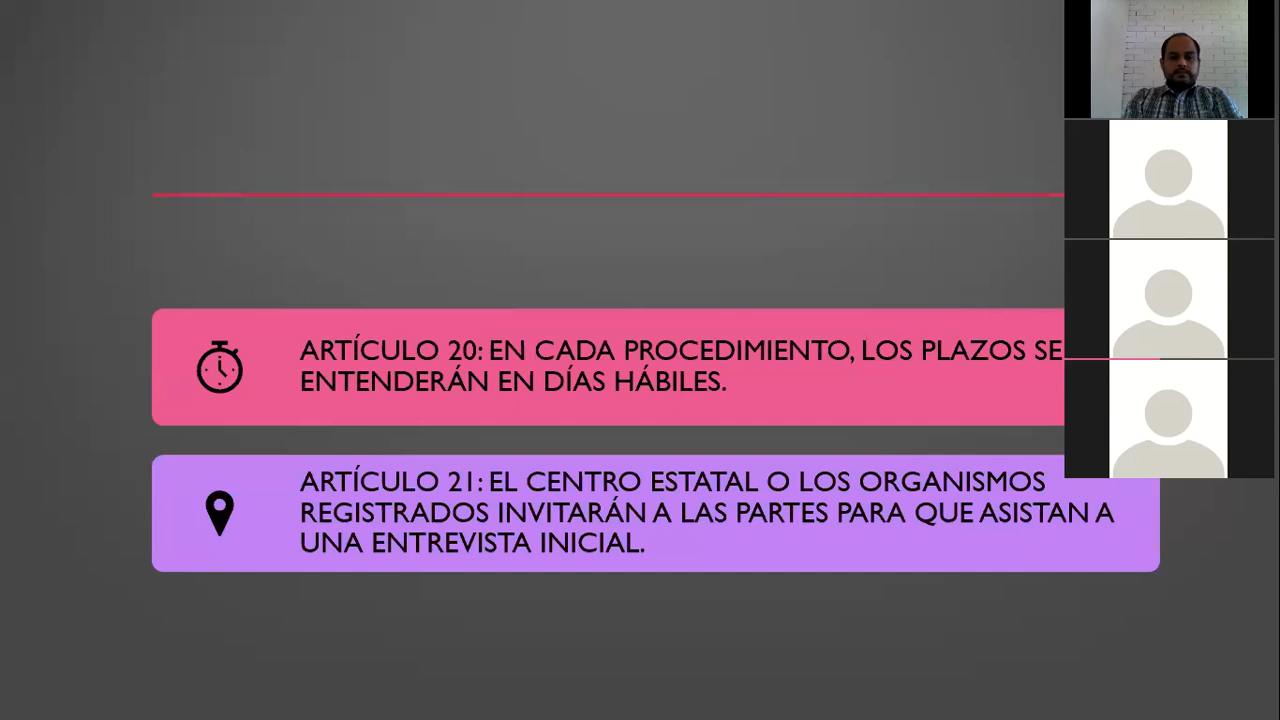 ARTÍCULO 20: EN CADA PROCEDIMIENTO, LOS PLAZOS SE
ENTENDERÁN EN DÍAS HÁBILES.
ARTÍCULO 21: EL CENTRO ESTATAL O LOS ORGANISMOS
REGISTRADOS INVITARÁN A LAS PARTES PARA QUE ASISTAN A
UNA ENTREVISTA INICIAL.